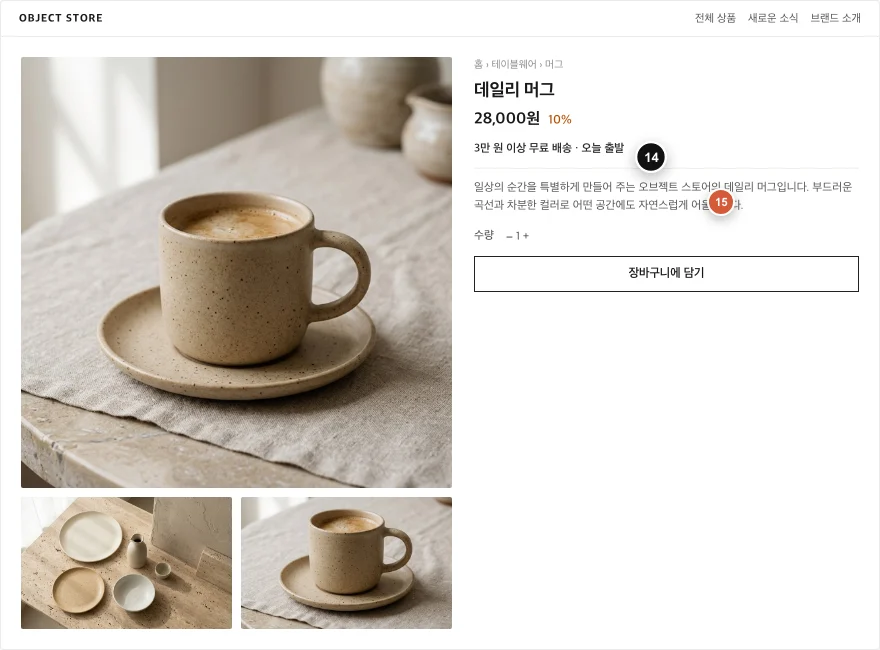 OBJECT STORE
전체 상품 새로운 소식 브랜드 소개
홈 › 테이블웨어 › 머그
데일리 머그
28,000원 10%
3만 원 이상 무료 배송 · 오늘 출발
14
일상의 순간을 특별하게 만들어 주는 오브젝트 스토어의 데일리 머그입니다. 부드러운
곡선과 차분한 컬러로 어떤 공간에도 자연스럽게
15
수량 – 1 +
장바구니에 담기